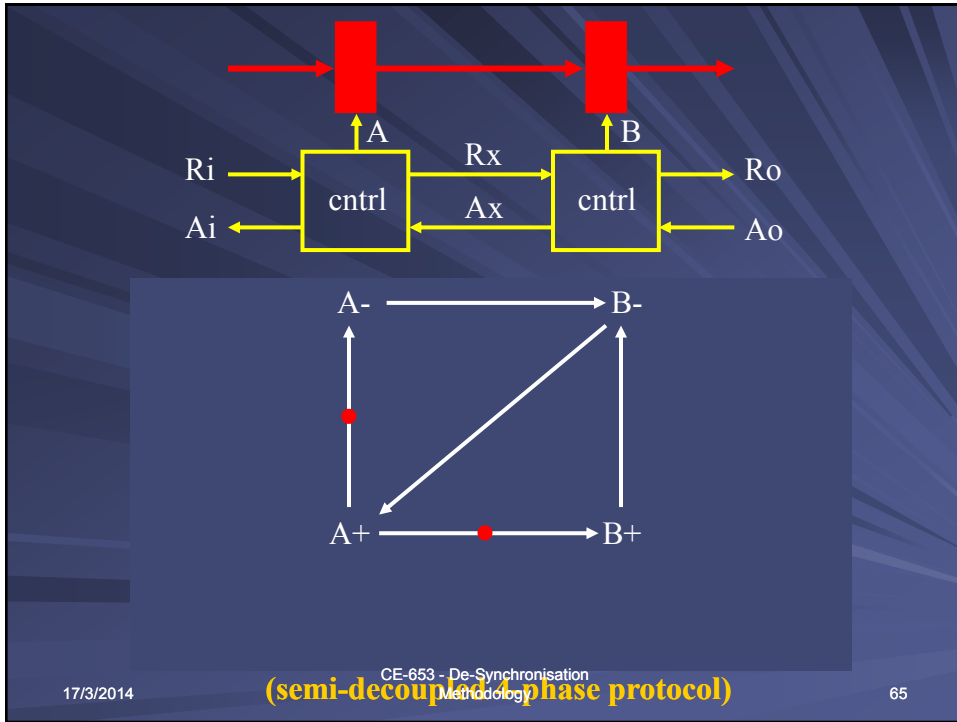 A B
Ri Rx Ro
cntrl cntrl
Ai Ax Ao
A- B-
A+ B+
17/3/2014
CE-653 - De-Synchronisation
Methodology
(semi-decoupled 4-phase protocol)
65